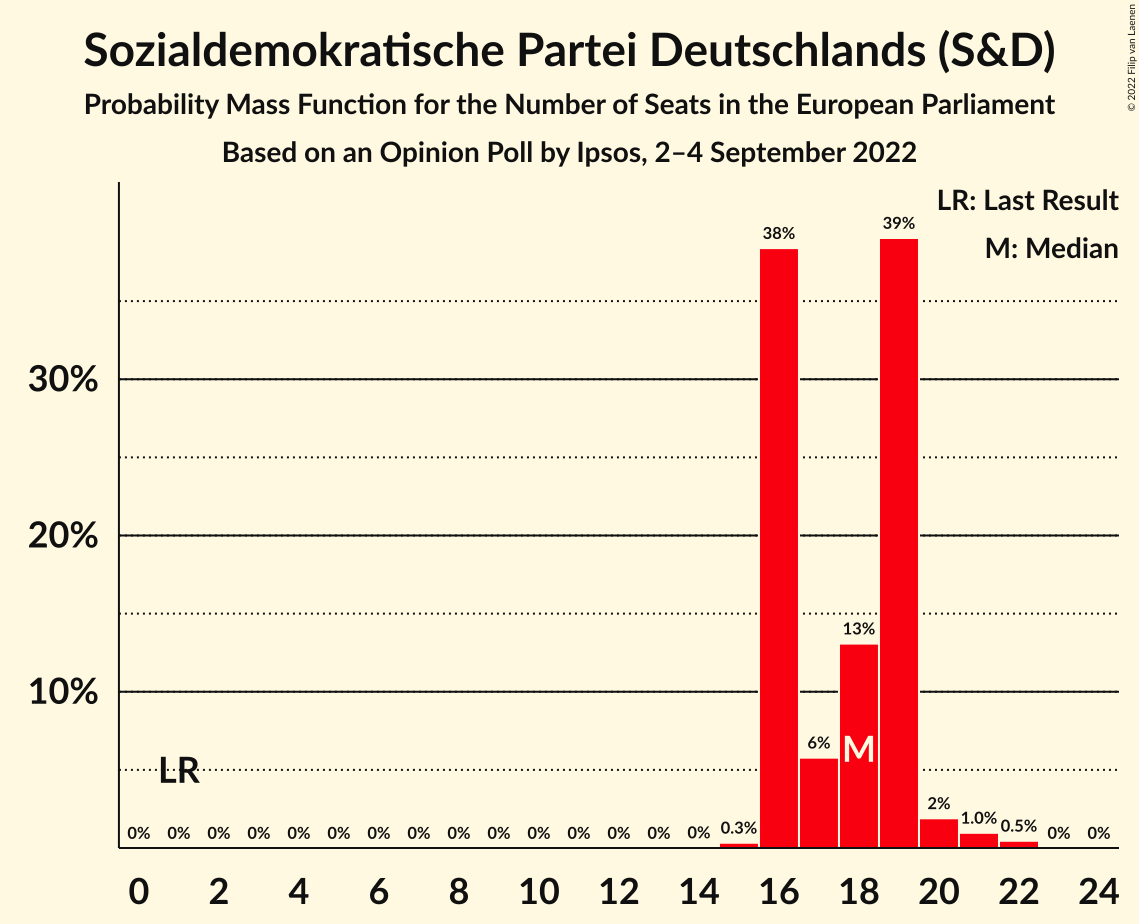 Sozialdemokratische Partei Deutschlands (S&D)
Probability Mass Function for the Number of Seats in the European Parliament
Based on an Opinion Poll by Ipsos, 2–4 September 2022
© 2022 Filip van Laenen
LR: Last Result
M: Median
38% 39%
30%
20%
13%
10%
6% M
LR
0% 0% 0% 0% 0% 0% 0% 0% 0% 0% 0% 0% 0% 0% 0% 0.3% 2% 1.0% 0.5% 0% 0%
0 2 4 6 8 10 12 14 16 18 20 22 24